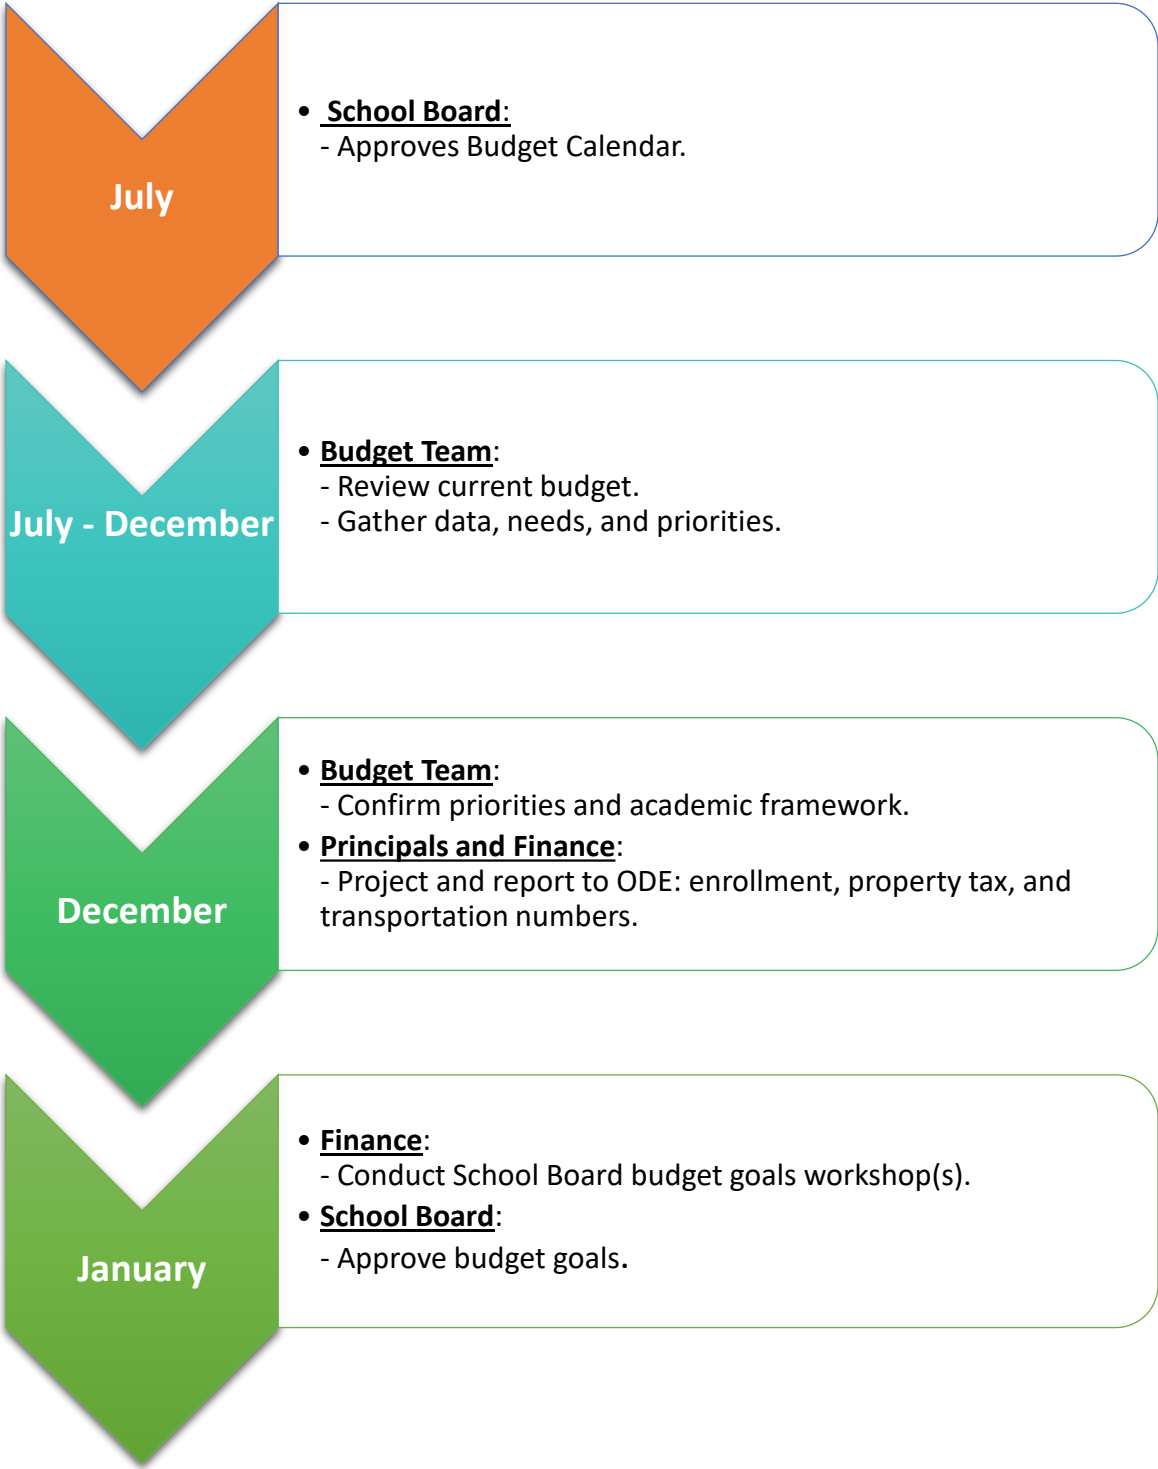 July
• School Board:
- Approves Budget Calendar.
July - December
• Budget Team:
- Review current budget.
- Gather data, needs, and priorities.
December
• Budget Team:
- Confirm priorities and academic framework.
• Principals and Finance:
- Project and report to ODE: enrollment, property tax, and
transportation numbers.
January
• Finance:
- Conduct School Board budget goals workshop(s).
• School Board:
- Approve budget goals.